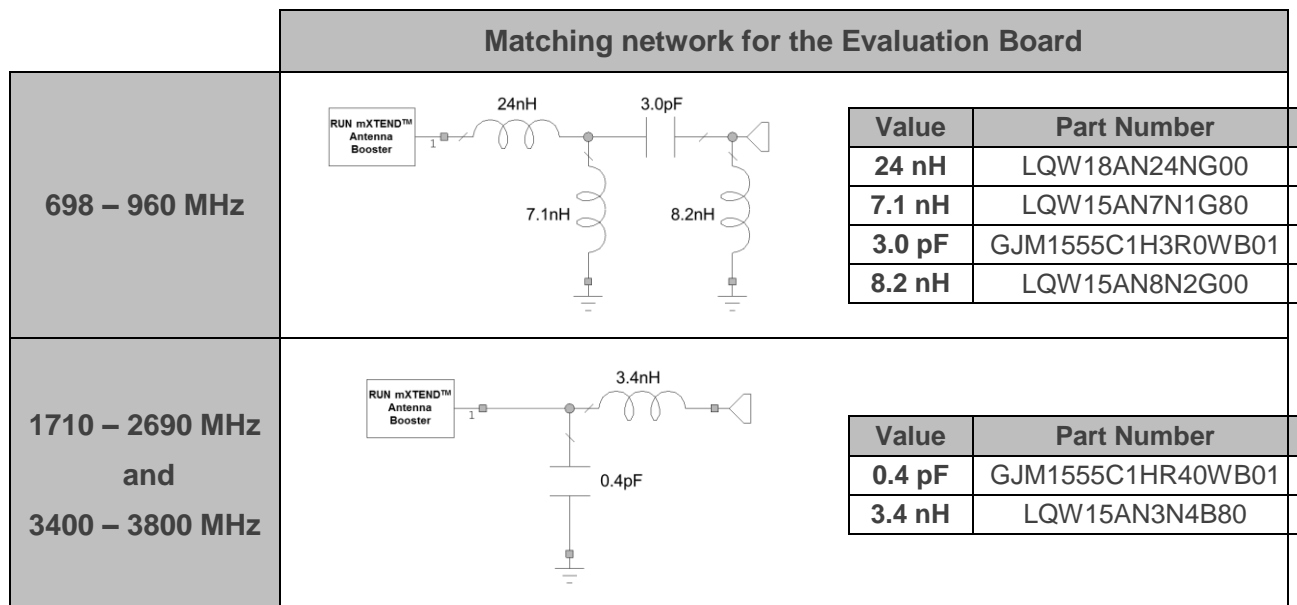 Matching network for the Evaluation Board
698 – 960 MHz
24nH
3.0pF
RUN mXTEND™
Antenna
Booster
1
7.1nH
8.2nH
Value Part Number
24 nH LQW18AN24NG00
7.1 nH LQW15AN7N1G80
3.0 pF GJM1555C1H3R0WB01
8.2 nH LQW15AN8N2G00
1710 – 2690 MHz
and
3400 – 3800 MHz
3.4nH
RUN mXTEND™
Antenna
Booster
1
0.4pF
Value Part Number
0.4 pF GJM1555C1HR40WB01
3.4 nH LQW15AN3N4B80